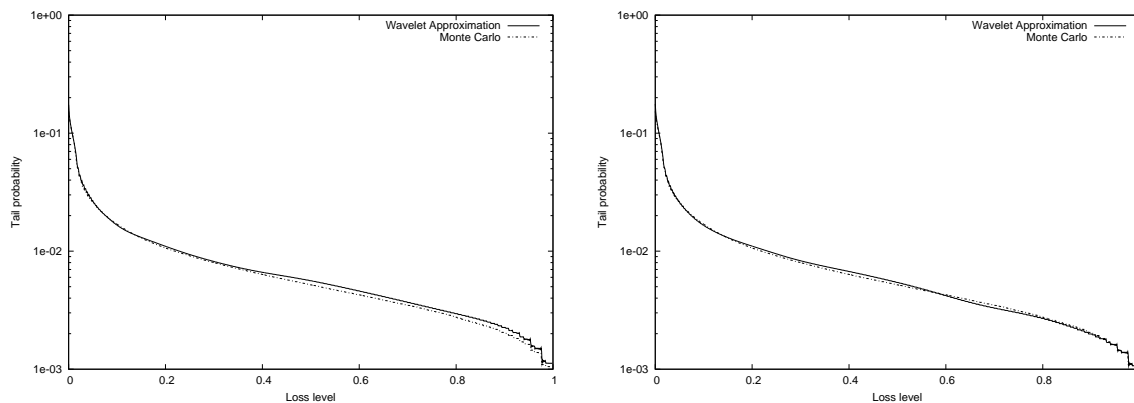 1e+00
Wavelet Approximation
Monte Carlo
1e-01
Tail probability
1e-02
1e-03
0 0.2 0.4 0.6 0.8 1
Loss level
1e+00
Wavelet Approximation
Monte Carlo
1e-01
Tail probability
1e-02
1e-03
0 0.2 0.4 0.6 0.8
Loss level